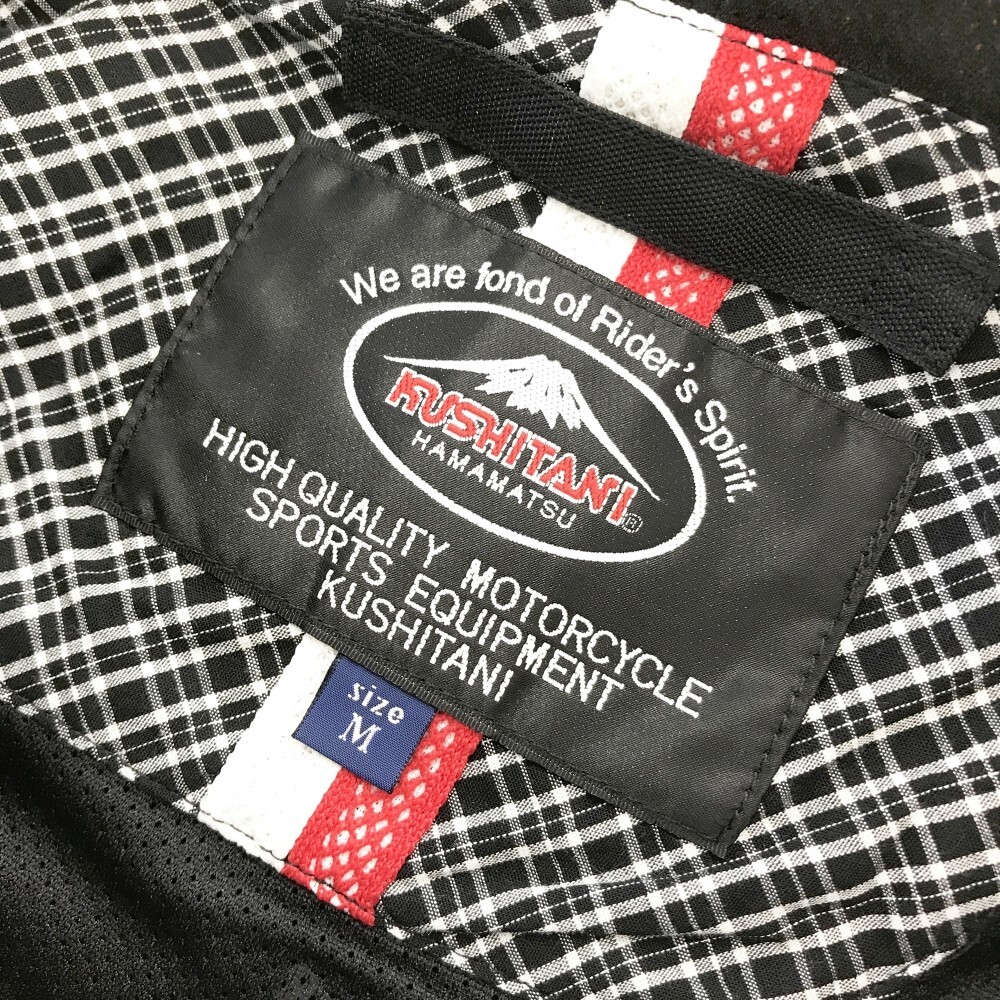 We are fond of Rider's Spirit.
KUSHITANI®
HAMAMATSU
HIGH QUALITY MOTORCYCLE
SPORTS EQUIPMENT
KUSHITANI
size
M